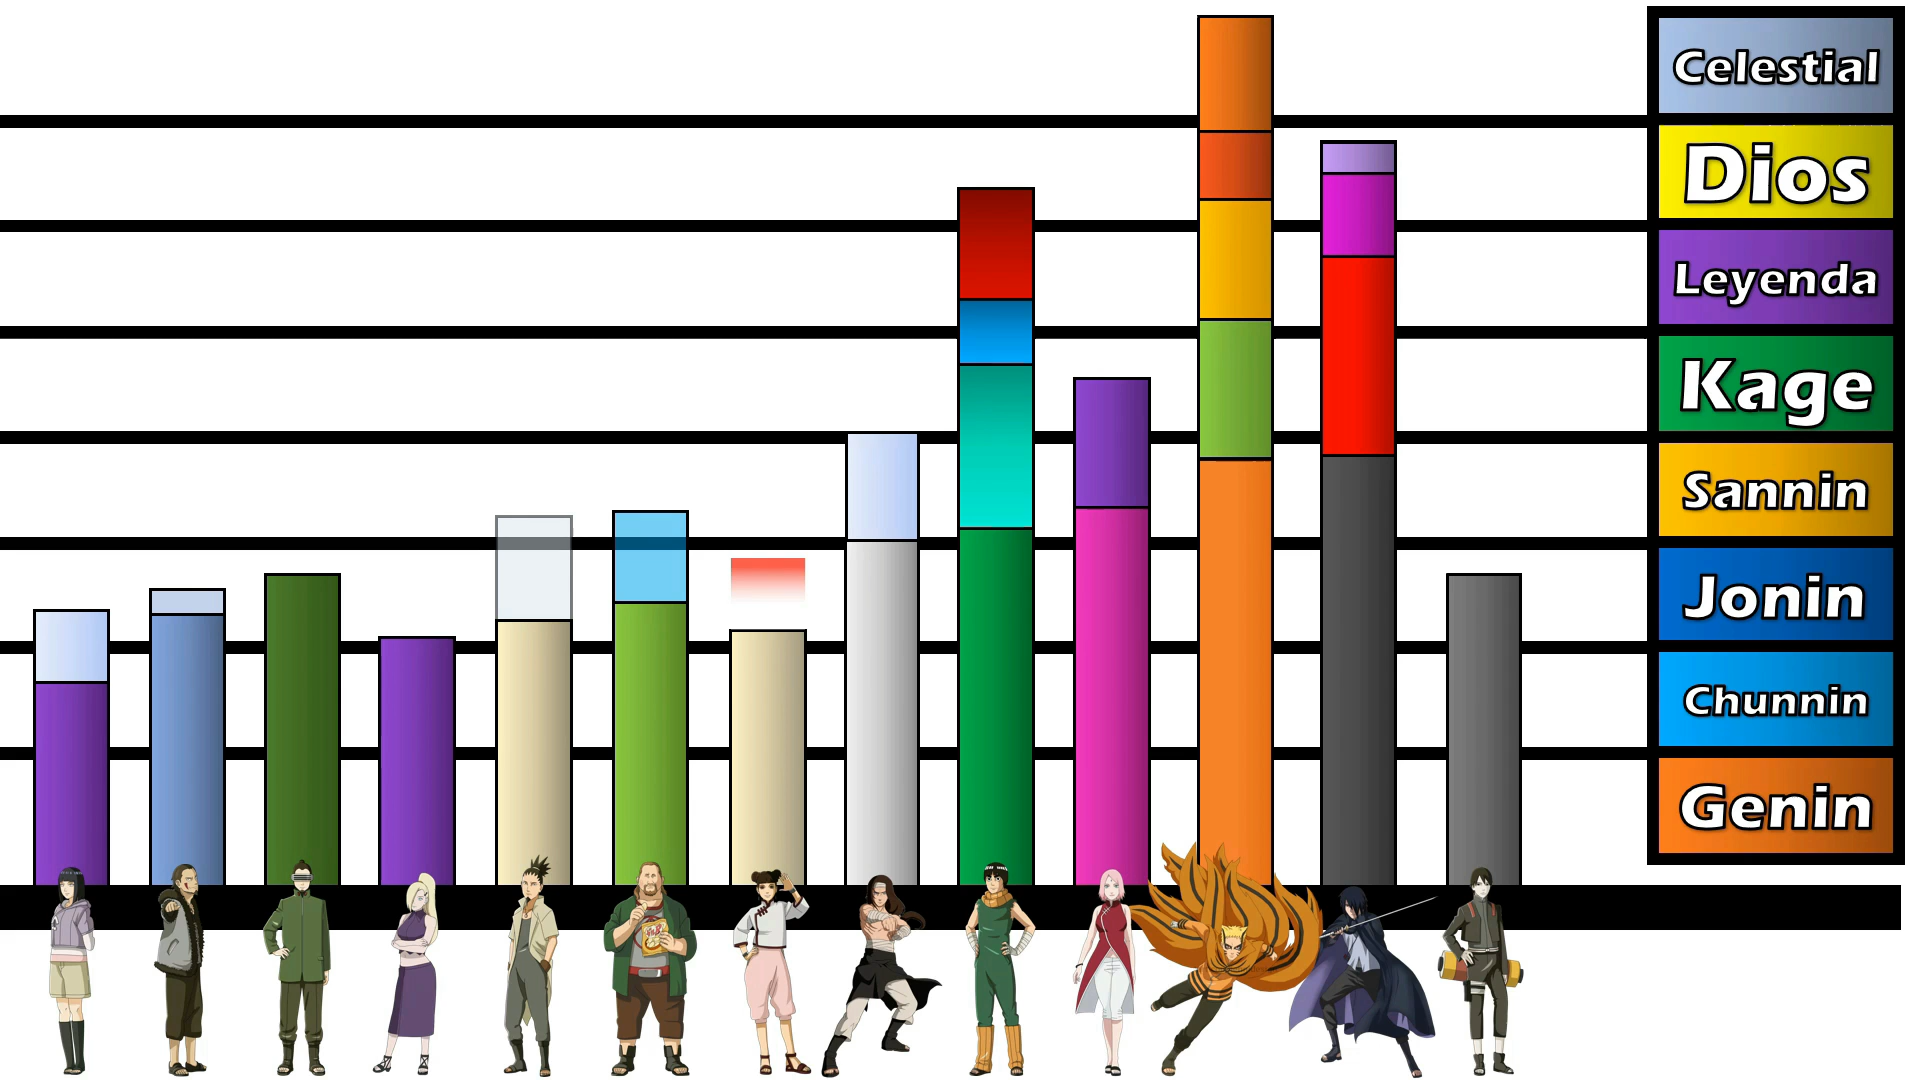 Celestial
Dios
Leyenda
Kage
Sannin
Jonin
Chunnin
Genin